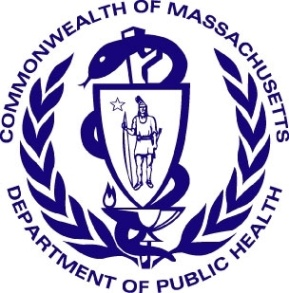 COMMONWEALTH OF MASSACHUSETTS
DEPARTMENT OF PUBLIC HEALTH